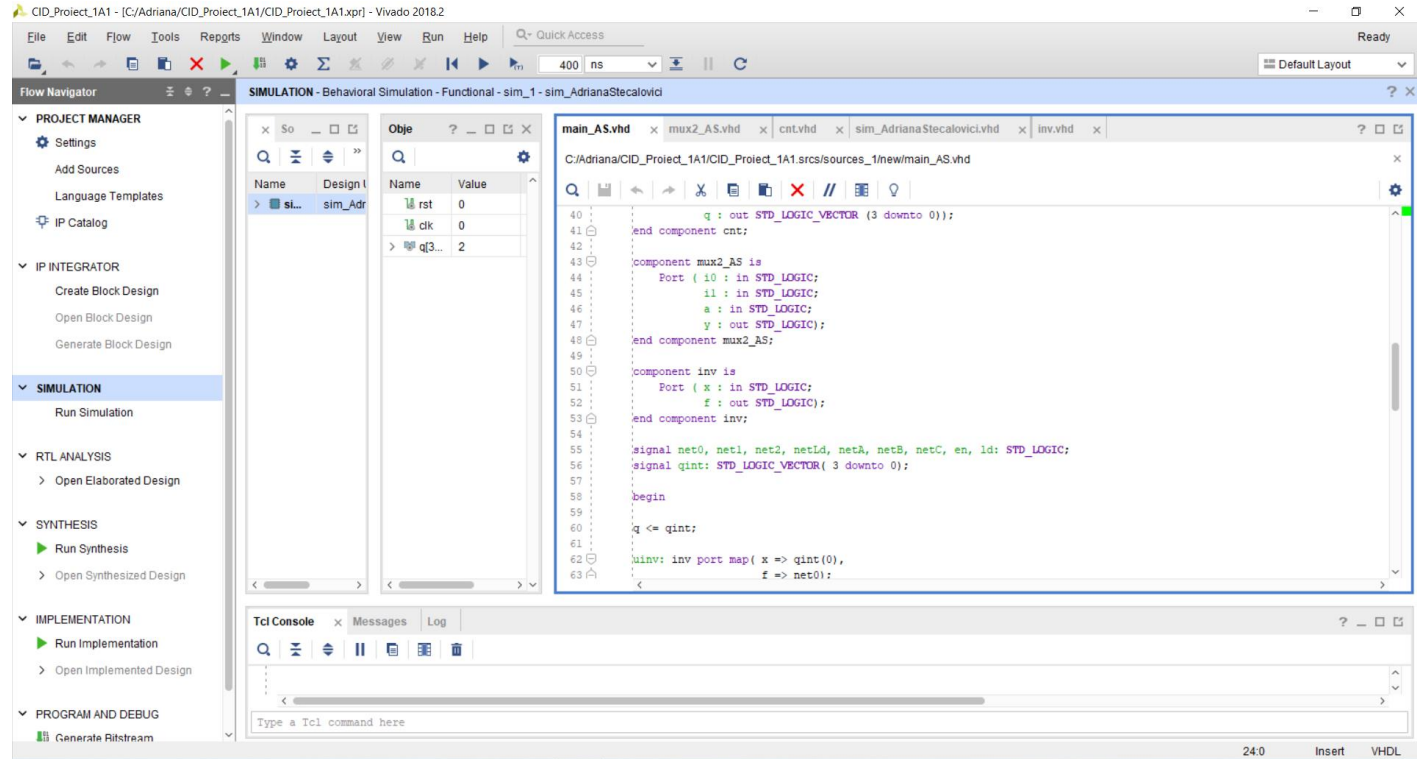 CID_Proiect_1A1 - [C:/Adriana/CID_Proiect_1A1/CID_Proiect_1A1.xpr] - Vivado 2018.2
File Edit Flow Tools Reports Window Layout View Run Help Quick Access
Ready
400 ns
Default Layout
Flow Navigator
PROJECT MANAGER
Settings
Add Sources
Language Templates
IP Catalog
IP INTEGRATOR
Create Block Design
Open Block Design
Generate Block Design
SIMULATION
Run Simulation
RTL ANALYSIS
Open Elaborated Design
SYNTHESIS
Run Synthesis
Open Synthesized Design
IMPLEMENTATION
Run Implementation
Open Implemented Design
PROGRAM AND DEBUG
Generate Bitstream
SIMULATION - Behavioral Simulation - Functional - sim_1 - sim_AdrianaStecalovici
So
Name Design U
si... sim_Adr
Obje
Name Value
rst 0
clk 0
q[3... 2
main_AS.vhd mux2_AS.vhd cnt.vhd sim_AdrianaStecalovici.vhd inv.vhd
C:/Adriana/CID_Proiect_1A1/CID_Proiect_1A1.srcs/sources_1/new/main_AS.vhd
40 q : out STD_LOGIC_VECTOR (3 downto 0));
41 end component cnt;
42
43 component mux2_AS is
44 Port ( i0 : in STD_LOGIC;
45 i1 : in STD_LOGIC;
46 a : in STD_LOGIC;
47 y : out STD_LOGIC);
48 end component mux2_AS;
49
50 component inv is
51 Port ( x : in STD_LOGIC;
52 f : out STD_LOGIC);
53 end component inv;
54
55 signal net0, net1, net2, netLd, netA, netB, netC, en, ld: STD_LOGIC;
56 signal qint: STD_LOGIC_VECTOR( 3 downto 0);
57
58 begin
59
60 q <= qint;
61
62 uinv: inv port map( x => qint(0),
63 f => net0);
Tcl Console Messages Log
Type a Tcl command here
24:0 Insert VHDL